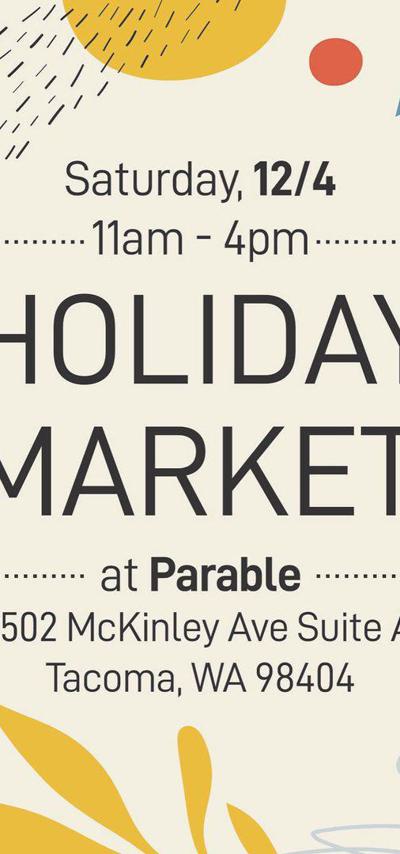 Saturday, 12/4
11am - 4pm
HOLIDAY
MARKET
at Parable
502 McKinley Ave Suite A
Tacoma, WA 98404